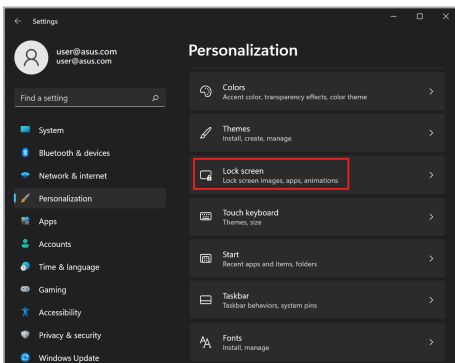 Settings
user@asus.com
user@asus.com
Find a setting
System
Bluetooth & devices
Network & internet
Personalization
Apps
Accounts
Time & language
Gaming
Accessibility
Privacy & security
Windows Update
Personalization
Colors
Accent color, transparency effects, color theme
Themes
Install, create, manage
Lock screen
Lock screen images, apps, animations
Touch keyboard
Themes, size
Start
Recent apps and items, folders
Taskbar
Taskbar behaviors, system pins
Fonts
Install, manage